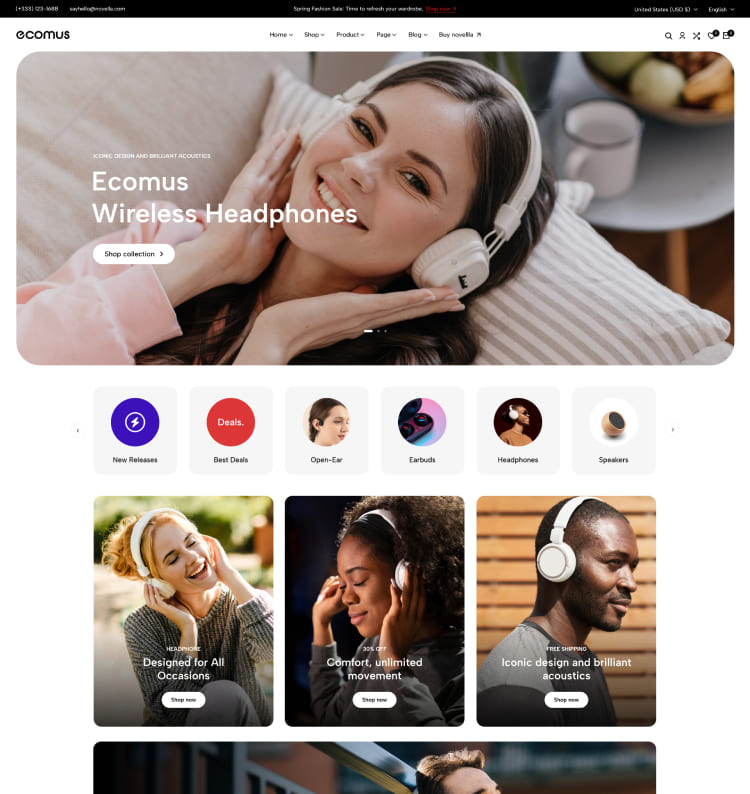 (+333) 123-1688
sayhello@novella.com
Spring Fashion Sale: Time to refresh your wardrobe. Shop now
United States (USD $)
English
ecomus
Home
Shop
Product
Page
Blog
Buy novellla
0
0
ICONIC DESIGN AND BRILLIANT ACOUSTICS
Ecomus
Wireless Headphones
Shop collection
New Releases
Deals.
Best Deals
Open-Ear
Earbuds
Headphones
Speakers
HEADPHONE
Designed for All
Occasions
Shop now
30% OFF
Comfort, unlimited
movement
Shop now
FREE SHIPPING
Iconic design and brilliant
acoustics
Shop now